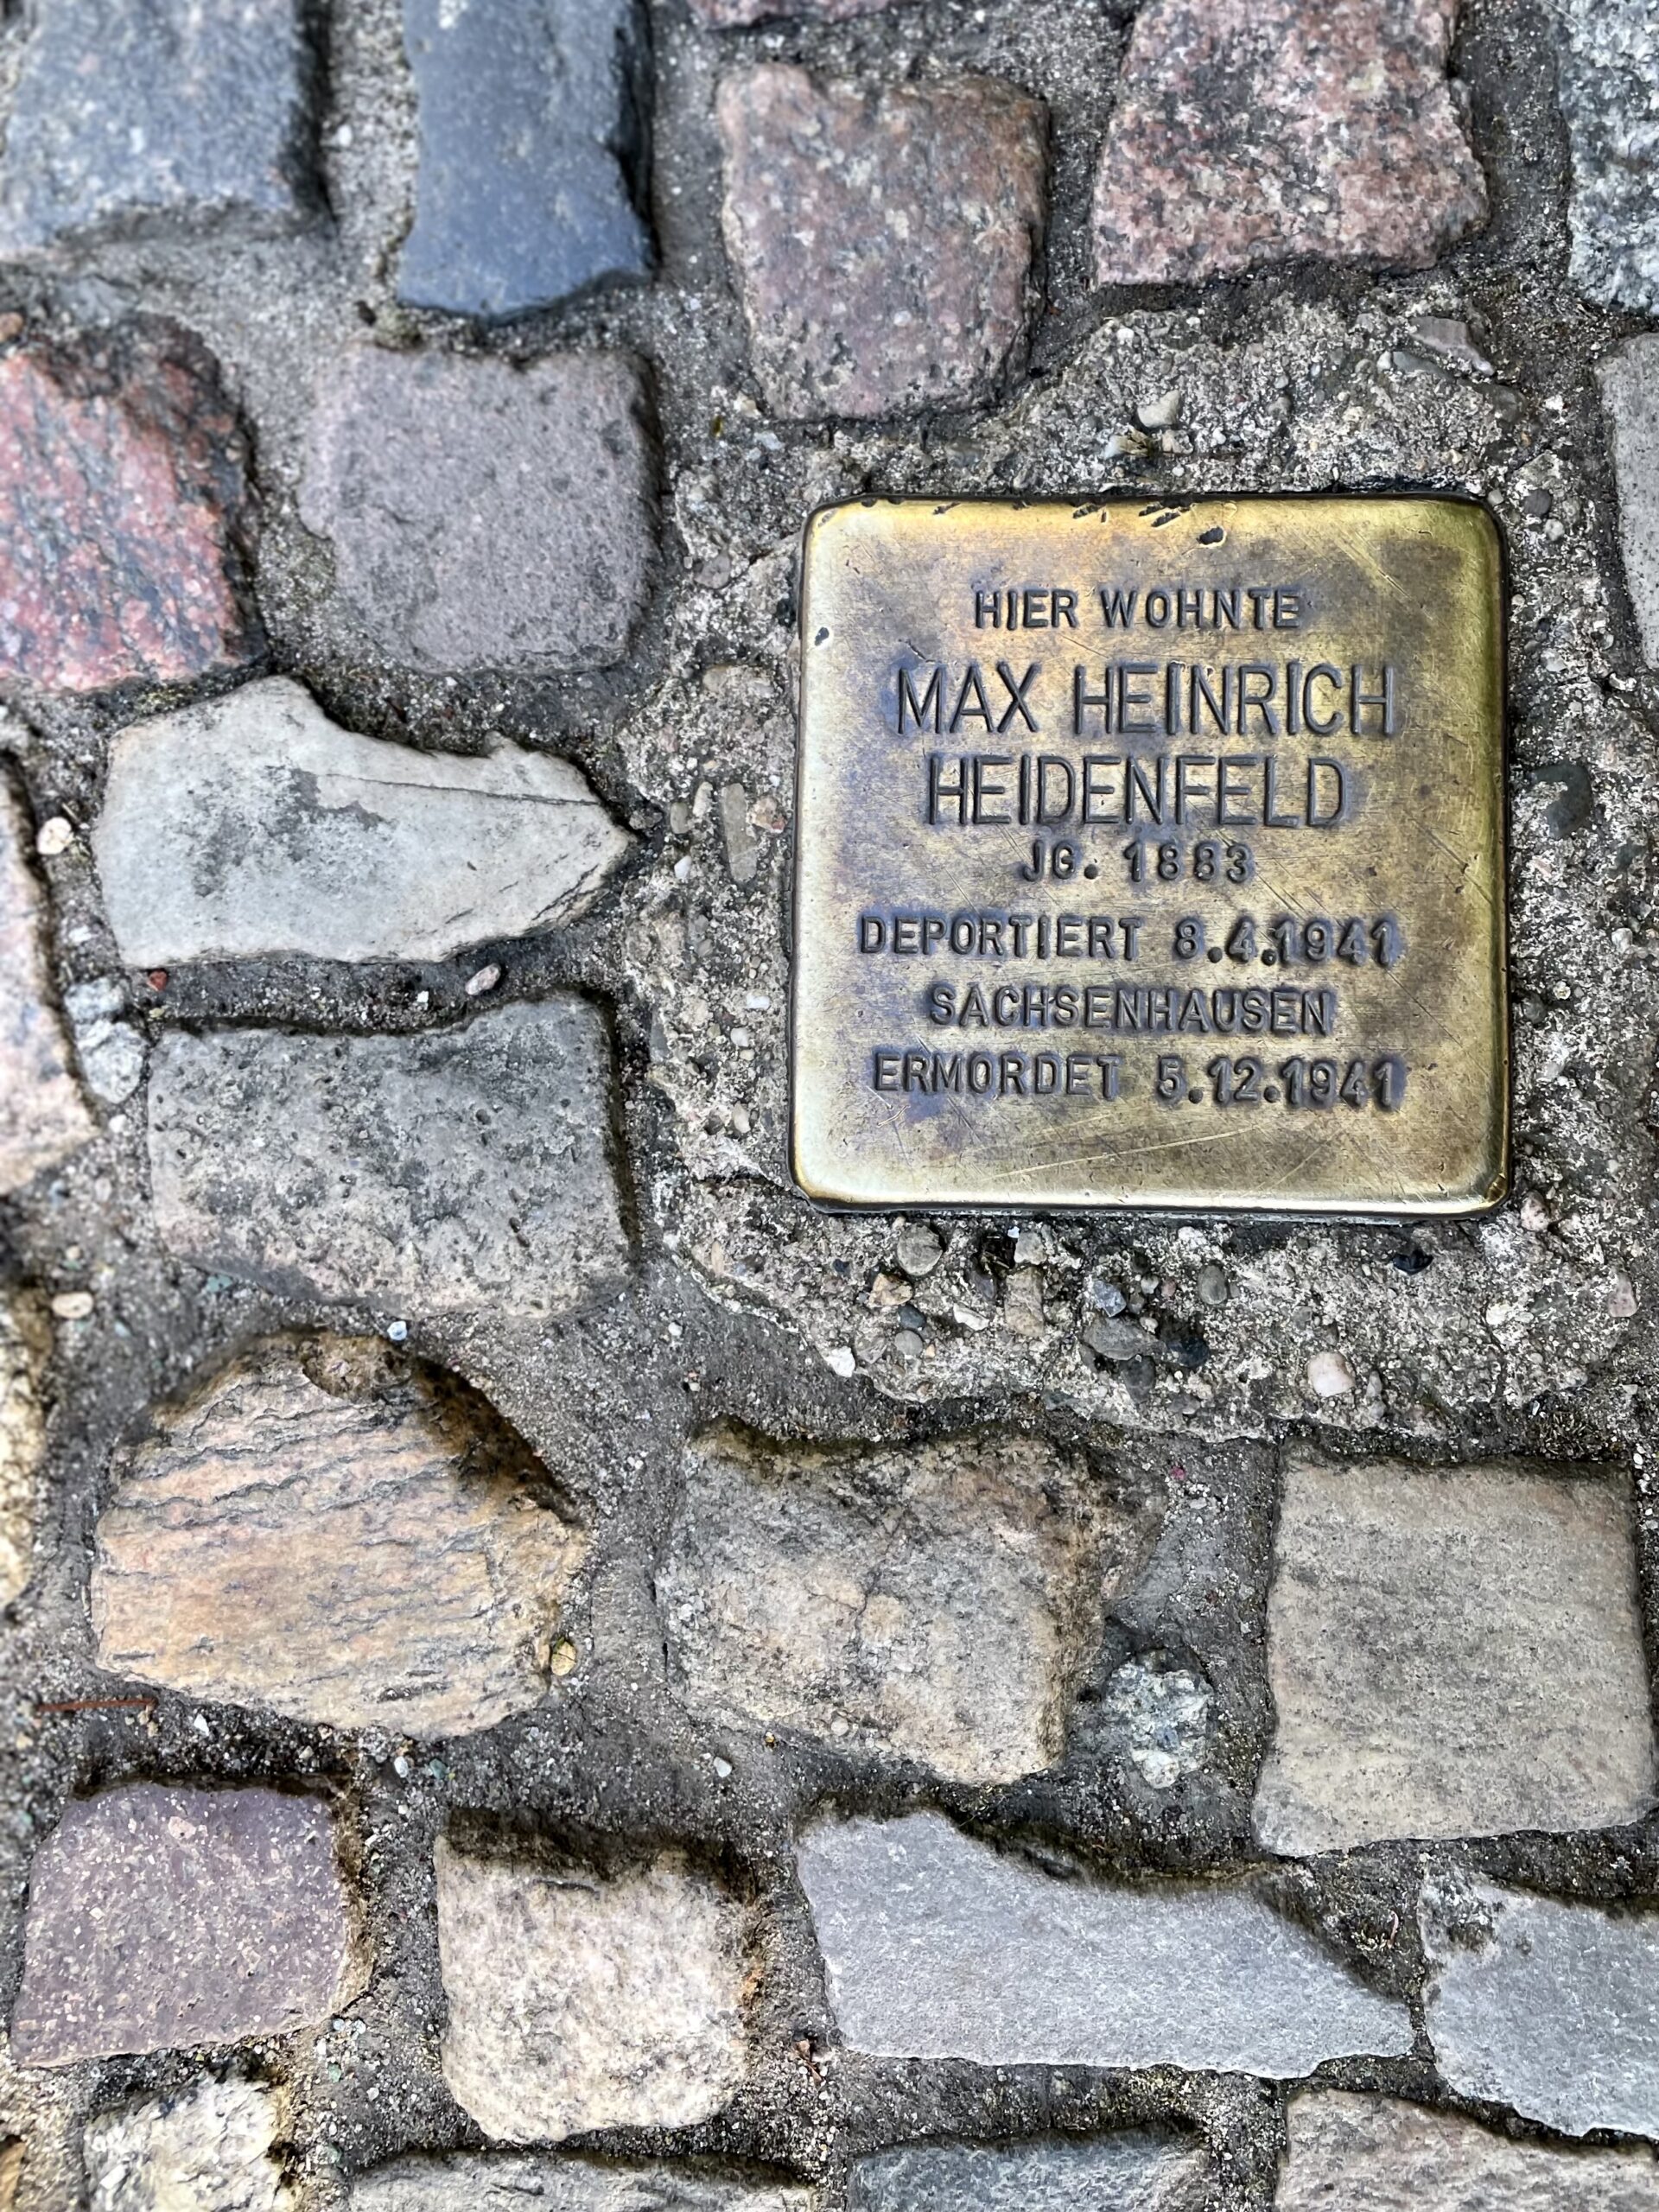 HIER WOHNTE
MAX HEINRICH
HEIDENFELD
JG. 1883
DEPORTIERT 8.4.1941
SACHSENHAUSEN
ERMORDET 5.12.1941